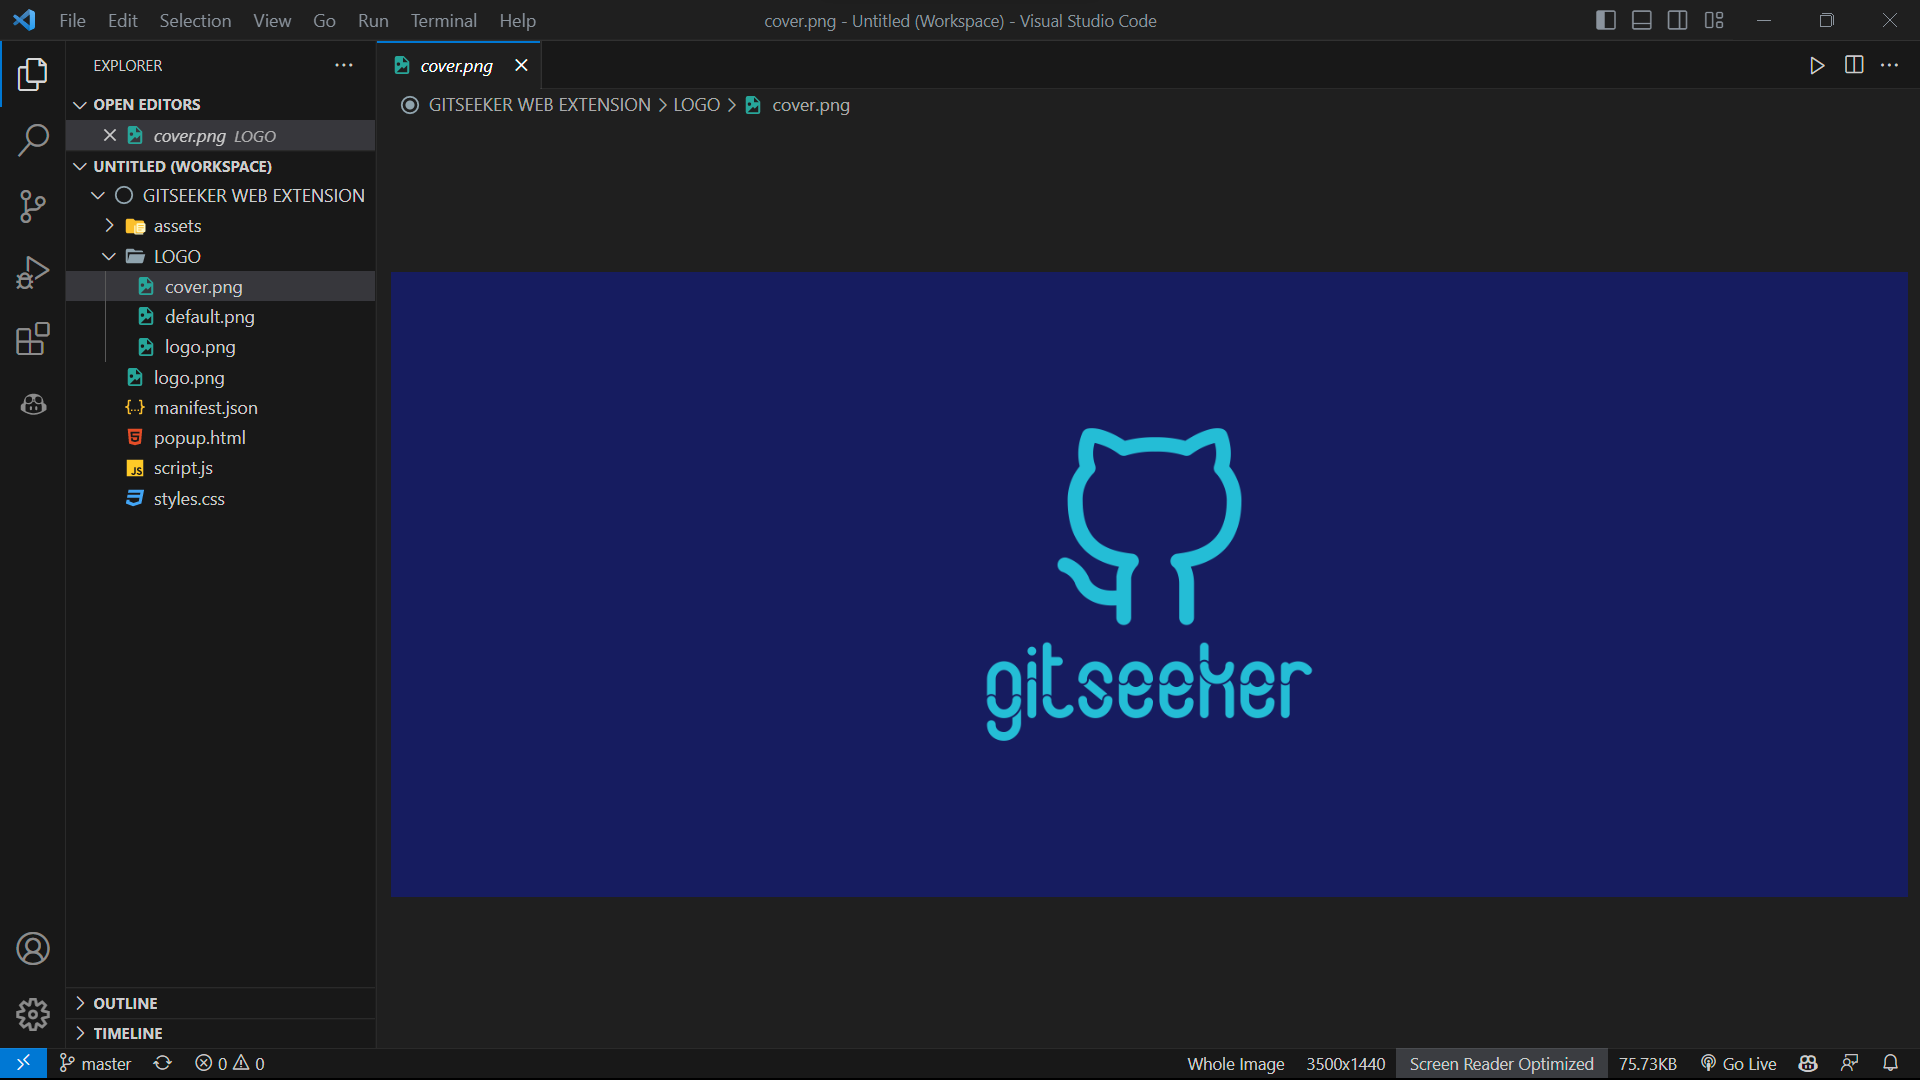 File Edit Selection View Go Run Terminal Help
cover.png - Untitled (Workspace) - Visual Studio Code
EXPLORER
OPEN EDITORS
cover.png LOGO
UNTITLED (WORKSPACE)
GITSEEKER WEB EXTENSION
assets
LOGO
cover.png
default.png
logo.png
logo.png
manifest.json
popup.html
JS script.js
styles.css
OUTLINE
TIMELINE
cover.png
GITSEEKER WEB EXTENSION > LOGO > cover.png
gitseeker
master
0 0
Whole Image
3500x1440
Screen Reader Optimized
75.73KB
Go Live